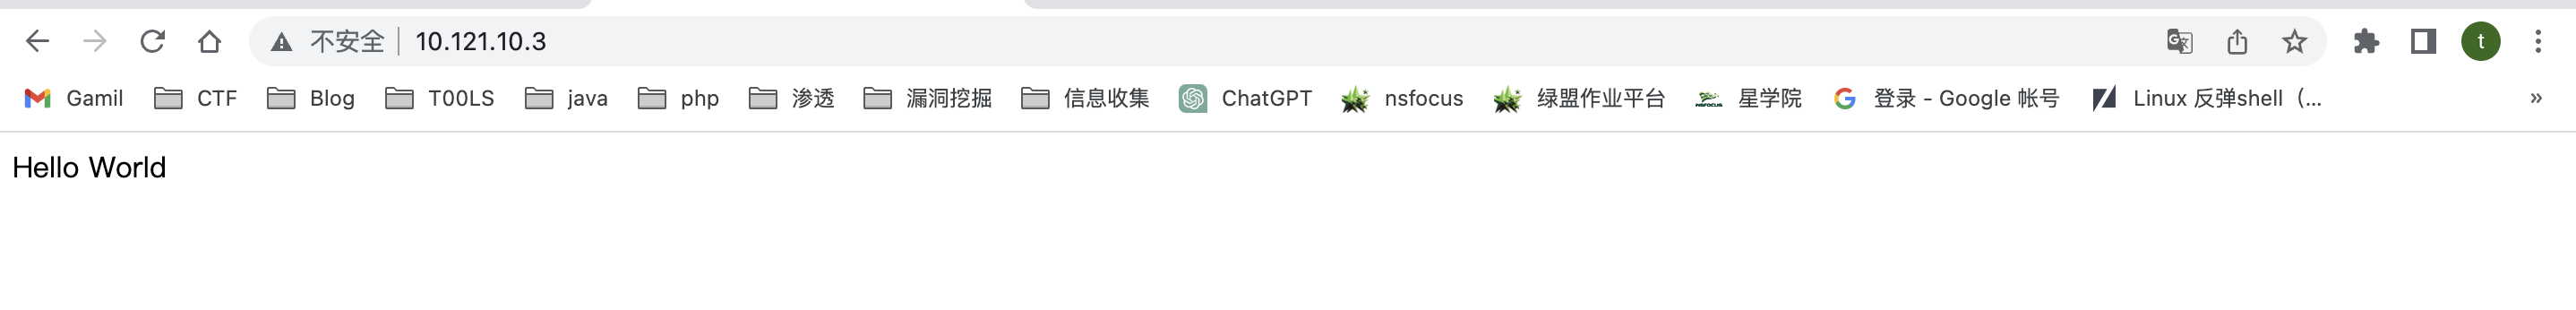 不安全 10.121.10.3 t
Gamil CTF Blog T00LS java php 渗透 漏洞挖掘 信息收集 ChatGPT nsfocus 绿盟作业平台 星学院 登录 - Google 帐号 Linux 反弹shell（... »
Hello World